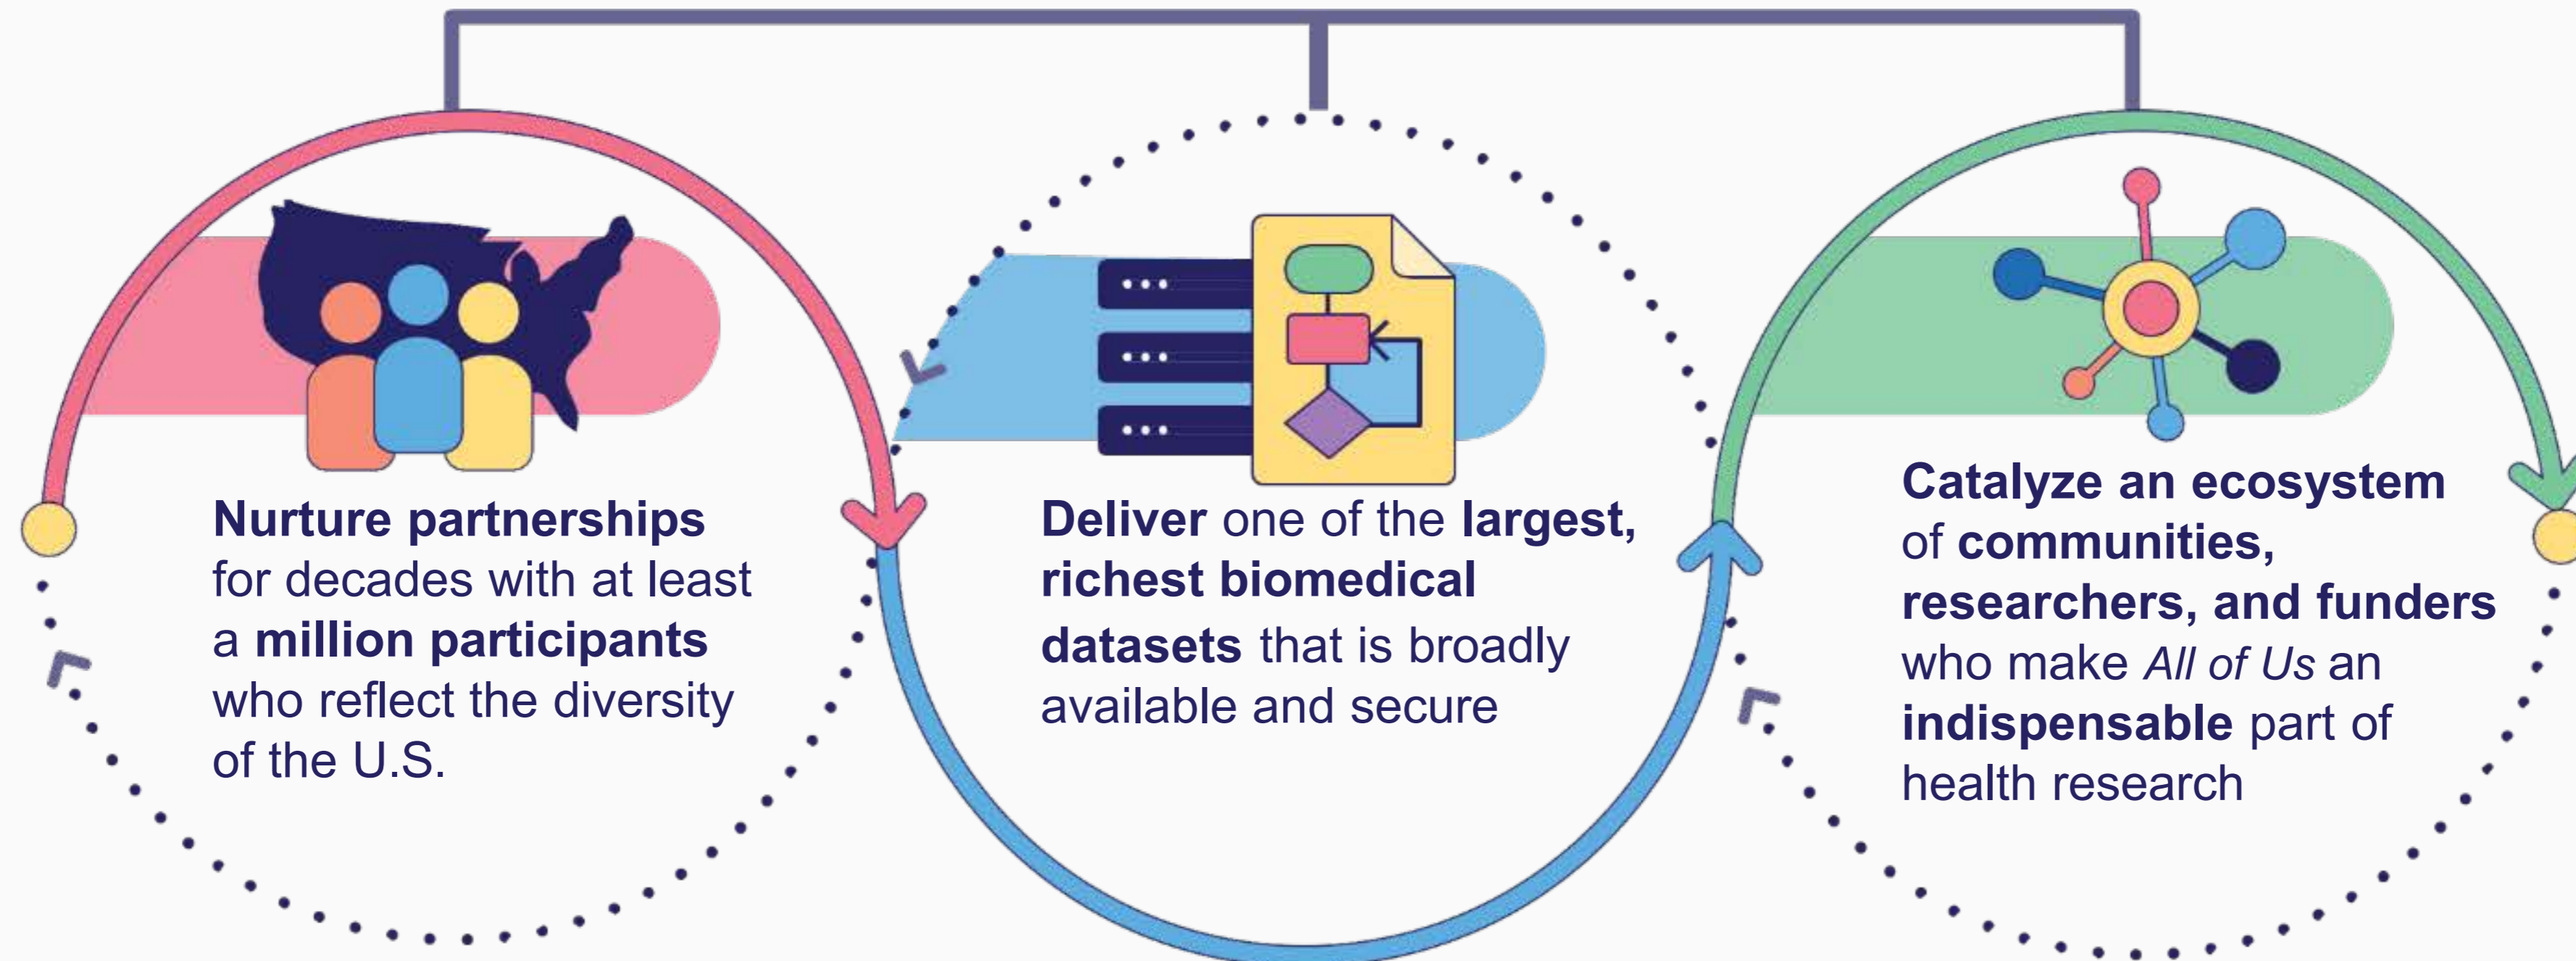 Nurture partnerships
for decades with at least
a million participants
who reflect the diversity
of the U.S.
Deliver one of the largest,
richest biomedical
datasets that is broadly
available and secure
Catalyze an ecosystem
of communities,
researchers, and funders
who make All of Us an
indispensable part of
health research